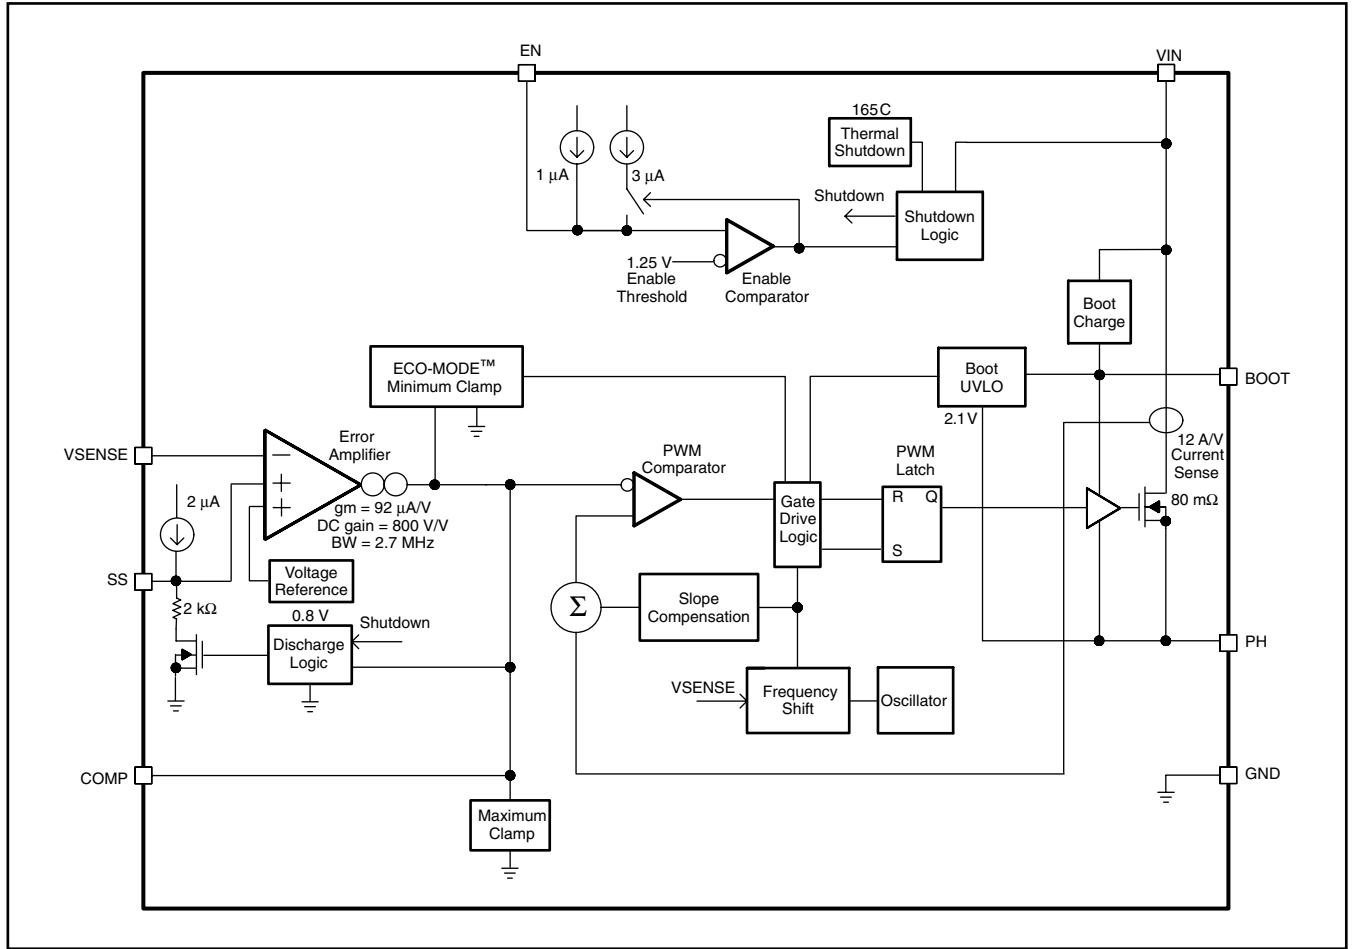 EN
VIN
165C
Thermal
Shutdown
1 µA
3 µA
Shutdown
Shutdown
Logic
1.25 V
Enable
Threshold
Enable
Comparator
Boot
Charge
ECO-MODE™
Minimum Clamp
Boot
UVLO
BOOT
2.1 V
VSENSE
Error
Amplifier
−
+
+
gm = 92 µA/V
DC gain = 800 V/V
BW = 2.7 MHz
PWM
Comparator
PWM
Latch
12 A/V
Current
Sense
80 mΩ
2 µA
Gate
Drive
Logic
R Q
S
SS
Voltage
Reference
2 kΩ
0.8 V
Shutdown
Discharge
Logic
Σ
Slope
Compensation
PH
VSENSE
Frequency
Shift
Oscillator
COMP
GND
Maximum
Clamp